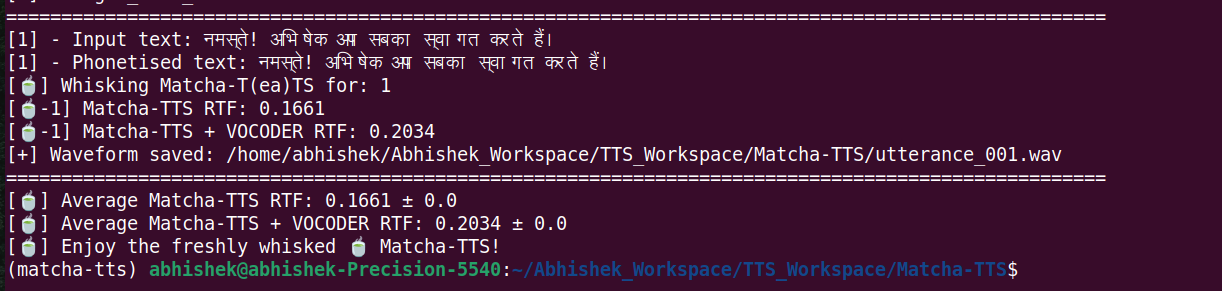 ====================================================================================================
[1] - Input text: नमस्ते! अभिषेक आप सबका स्वागत करते हैं।
[1] - Phonetised text: नमस्ते! अभिषेक आप सबका स्वागत करते हैं।
[🍵] Whisking Matcha-T(ea)TS for: 1
[🍵-1] Matcha-TTS RTF: 0.1661
[🍵-1] Matcha-TTS + VOCODER RTF: 0.2034
[+] Waveform saved: /home/abhishek/Abhishek_Workspace/TTS_Workspace/Matcha-TTS/utterance_001.wav
====================================================================================================
[🍵] Average Matcha-TTS RTF: 0.1661 ± 0.0
[🍵] Average Matcha-TTS + VOCODER RTF: 0.2034 ± 0.0
[🍵] Enjoy the freshly whisked 🍵 Matcha-TTS!
(matcha-tts) abhishek@abhishek-Precision-5540:~/Abhishek_Workspace/TTS_Workspace/Matcha-TTS$